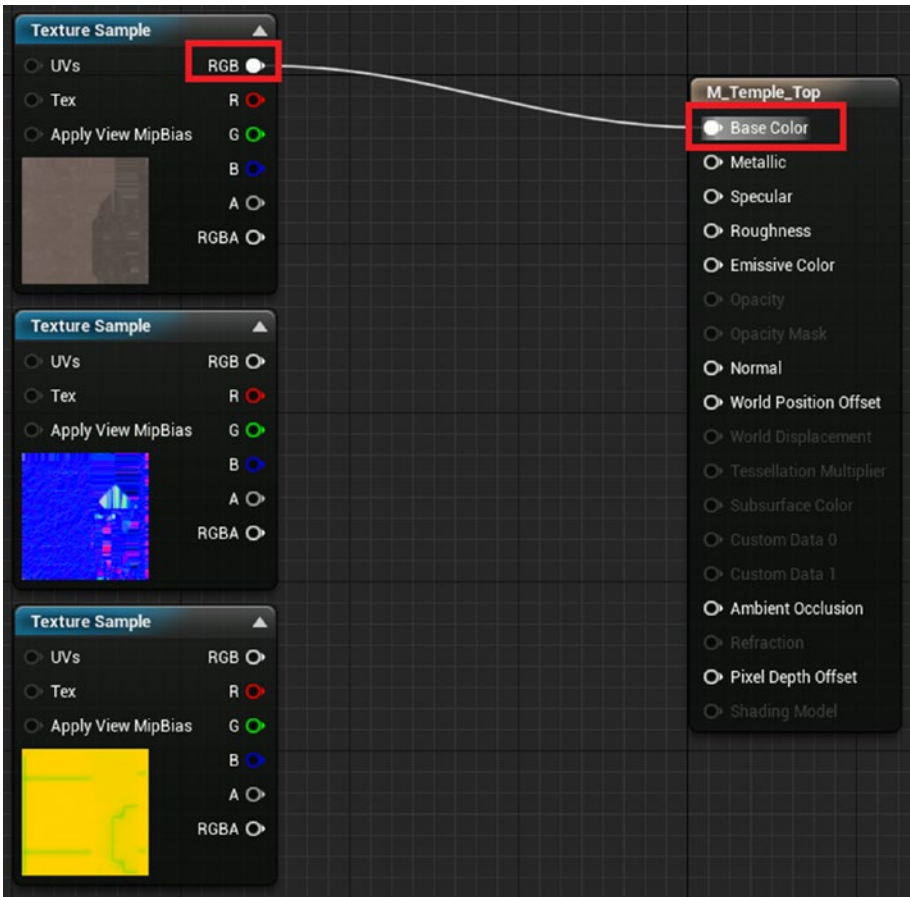 Texture Sample
UVs RGB
Tex R
Apply View MipBias G
B
A
RGBA
Texture Sample
UVs RGB
Tex R
Apply View MipBias G
B
A
RGBA
Texture Sample
UVs RGB
Tex R
Apply View MipBias G
B
A
RGBA
M_Temple_Top
Base Color
Metallic
Specular
Roughness
Emissive Color
Opacity
Opacity Mask
Normal
World Position Offset
World Displacement
Tessellation Multiplier
Subsurface Color
Custom Data 0
Custom Data 1
Ambient Occlusion
Refraction
Pixel Depth Offset
Shading Model